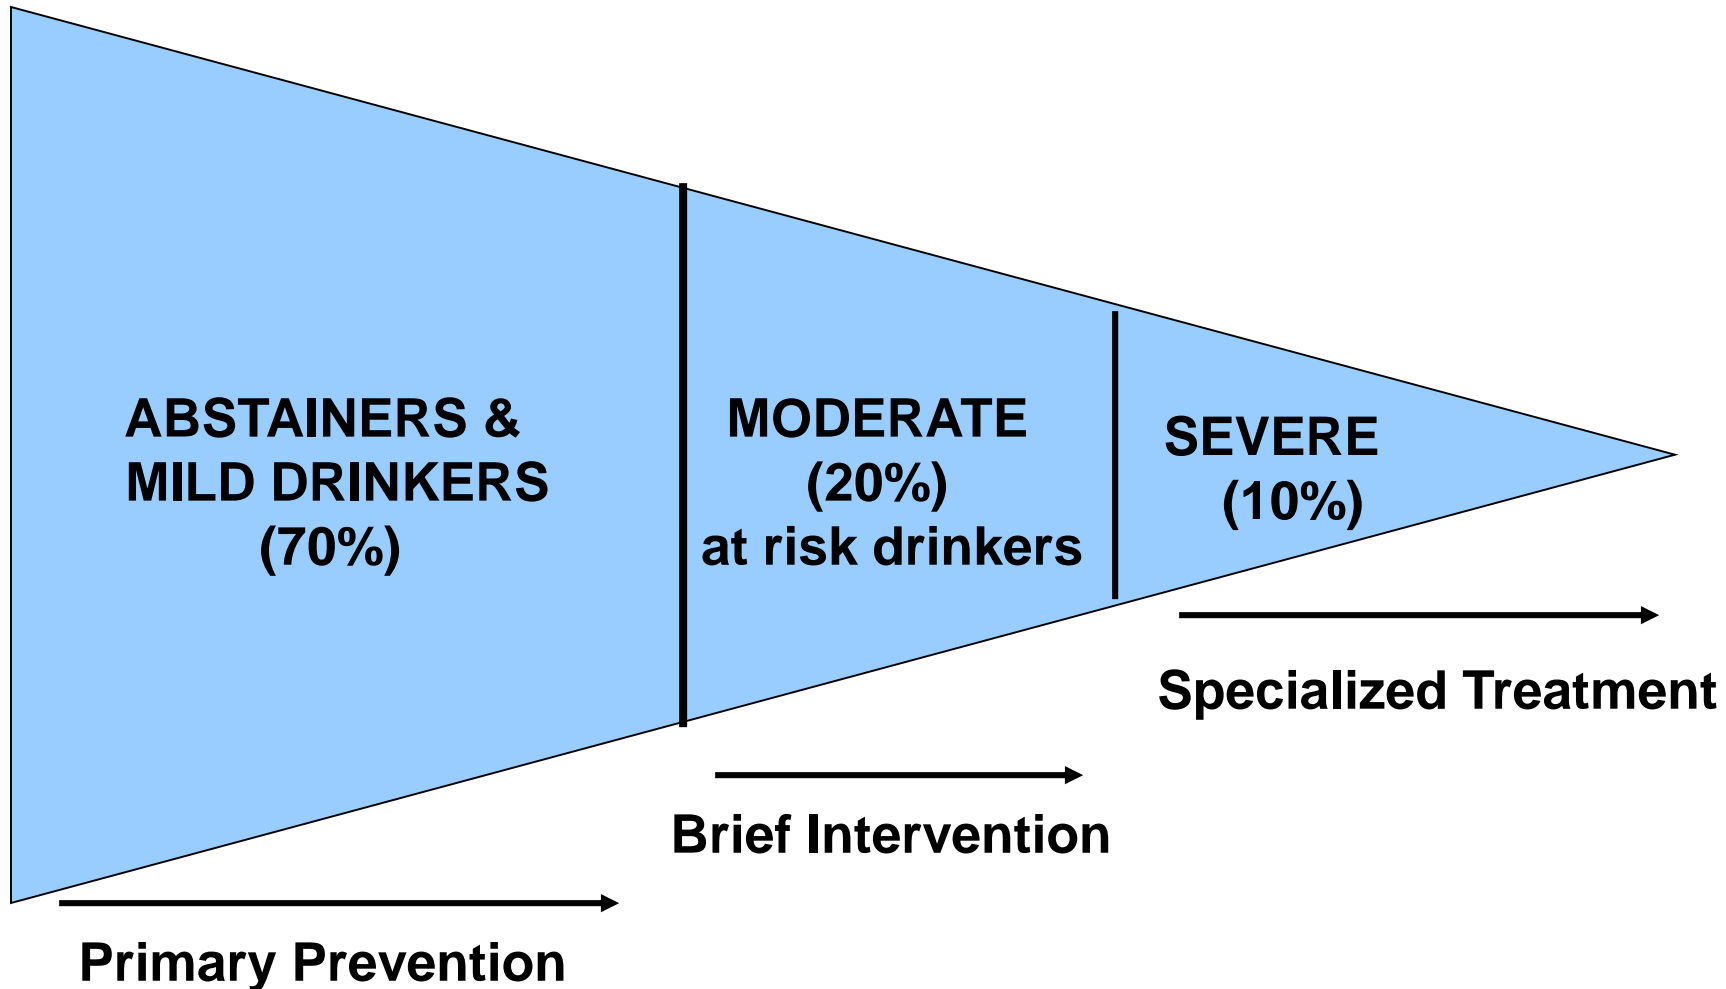 ABSTAINERS &
MILD DRINKERS
(70%)
MODERATE
(20%)
at risk drinkers
SEVERE
(10%)
Specialized Treatment
Brief Intervention
Primary Prevention